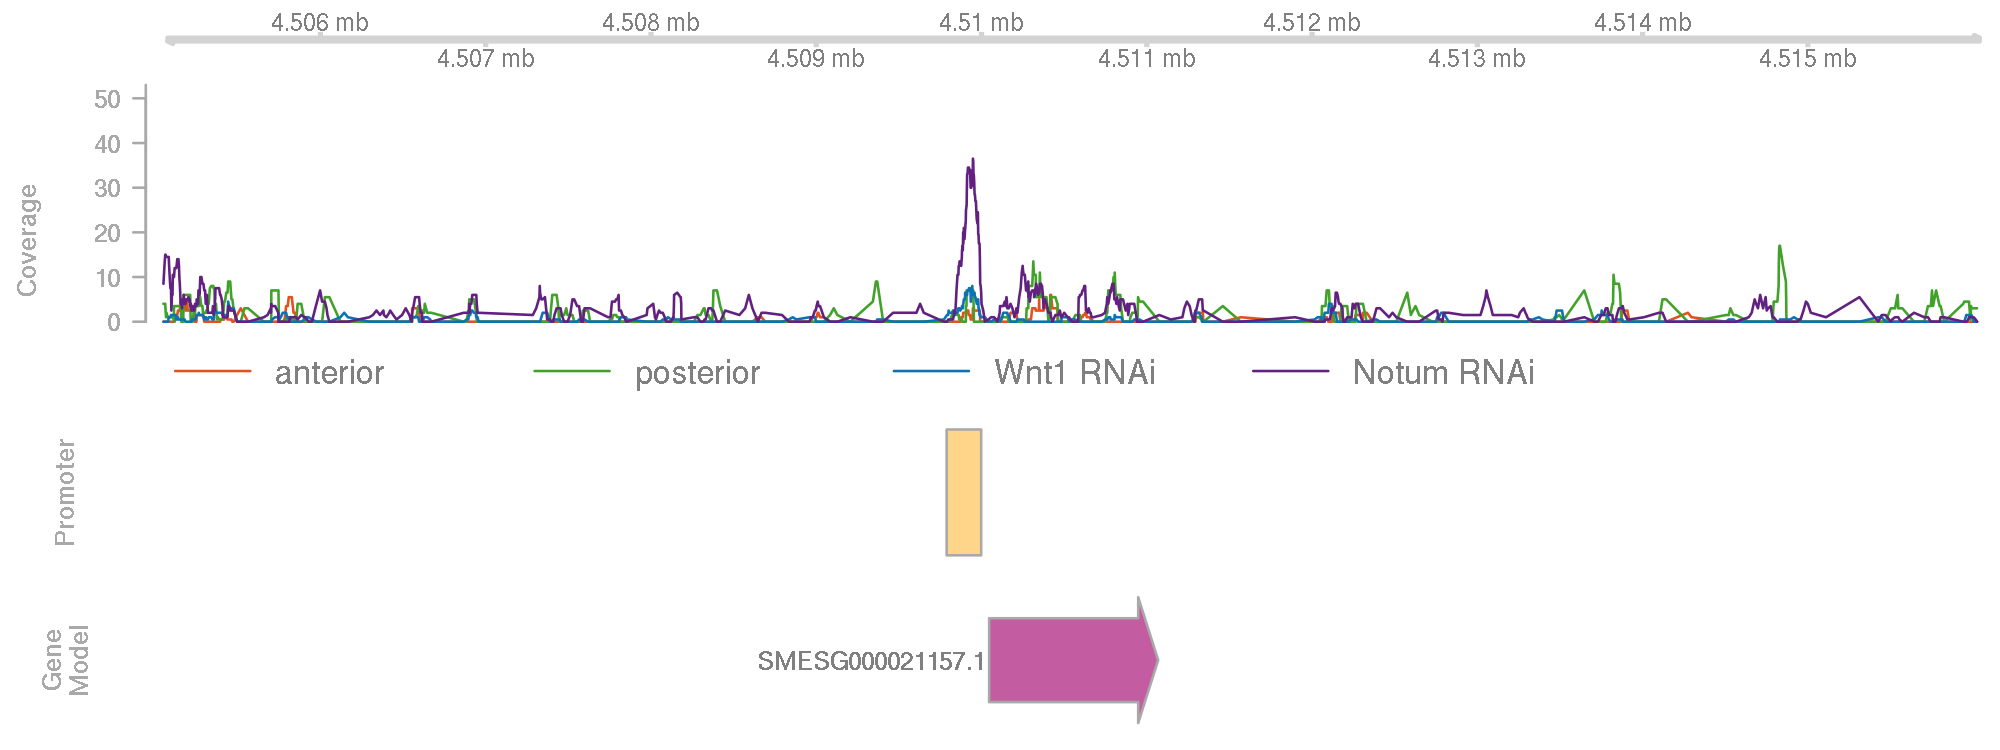 4.506 mb 4.508 mb 4.51 mb 4.512 mb 4.514 mb
4.507 mb 4.509 mb 4.511 mb 4.513 mb 4.515 mb
Coverage
50
40
30
20
10
0
anterior posterior Wnt1 RNAi Notum RNAi
Promoter
Gene
Model
SMESG000021157.1